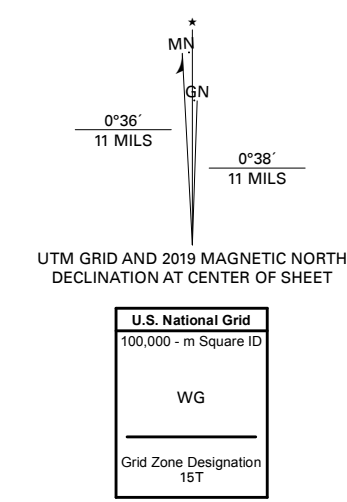 ★
MN
GN
0°36´
11 MILS
0°38´
11 MILS
UTM GRID AND 2019 MAGNETIC NORTH
DECLINATION AT CENTER OF SHEET
U.S. National Grid
100,000 - m Square ID
WG
Grid Zone Designation
15T